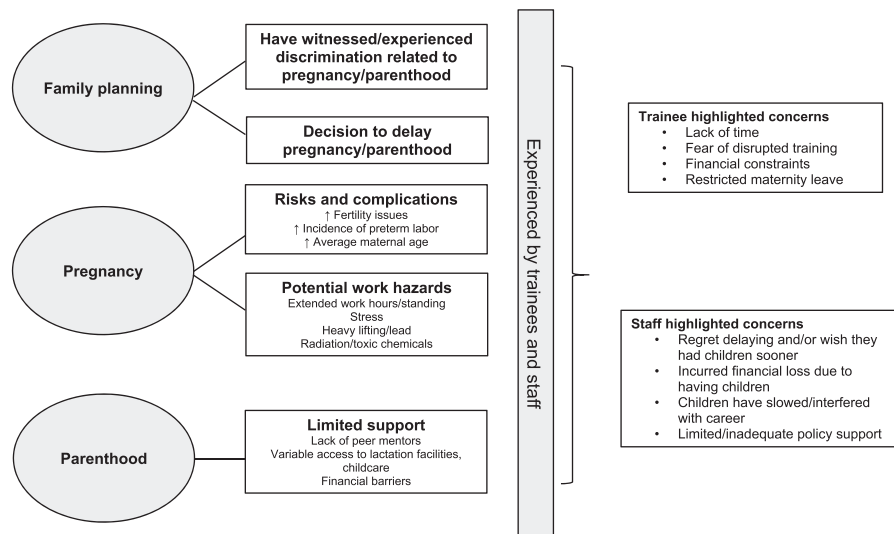 Family planning
Have witnessed/experienced
discrimination related to
pregnancy/parenthood
Decision to delay
pregnancy/parenthood
Pregnancy
Risks and complications
↑ Fertility issues
↑ Incidence of preterm labor
↑ Average maternal age
Potential work hazards
Extended work hours/standing
Stress
Heavy lifting/lead
Radiation/toxic chemicals
Parenthood
Limited support
Lack of peer mentors
Variable access to lactation facilities,
childcare
Financial barriers
Experienced by trainees and staff
Trainee highlighted concerns
• Lack of time
• Fear of disrupted training
• Financial constraints
• Restricted maternity leave
Staff highlighted concerns
• Regret delaying and/or wish they
had children sooner
• Incurred financial loss due to
having children
• Children have slowed/interfered
with career
• Limited/inadequate policy support